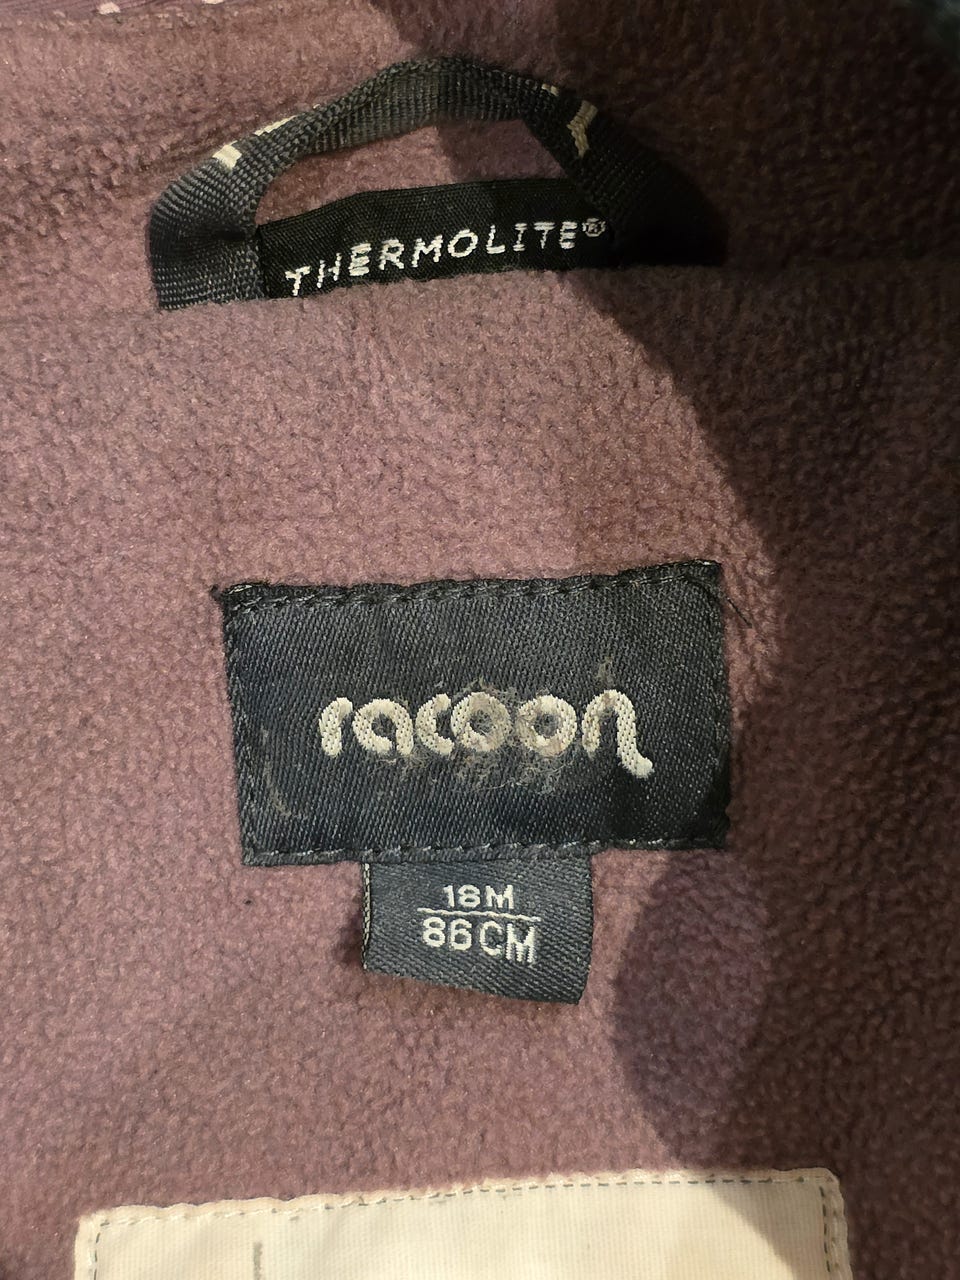 THERMOLITE®
racoon
18M
86CM